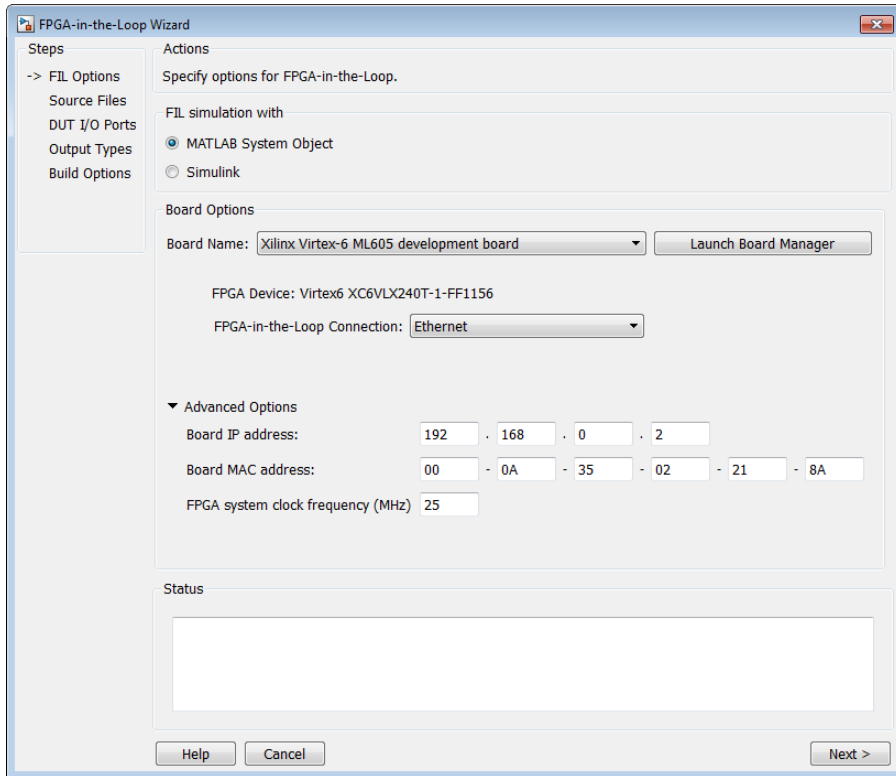 FPGA-in-the-Loop Wizard
Steps
-> FIL Options
Source Files
DUT I/O Ports
Output Types
Build Options
Actions
Specify options for FPGA-in-the-Loop.
FIL simulation with
MATLAB System Object
Simulink
Board Options
Board Name: Xilinx Virtex-6 ML605 development board Launch Board Manager
FPGA Device: Virtex6 XC6VLX240T-1-FF1156
FPGA-in-the-Loop Connection: Ethernet
Advanced Options
Board IP address: 192 . 168 . 0 . 2
Board MAC address: 00 - 0A - 35 - 02 - 21 - 8A
FPGA system clock frequency (MHz) 25
Status
Help Cancel Next >